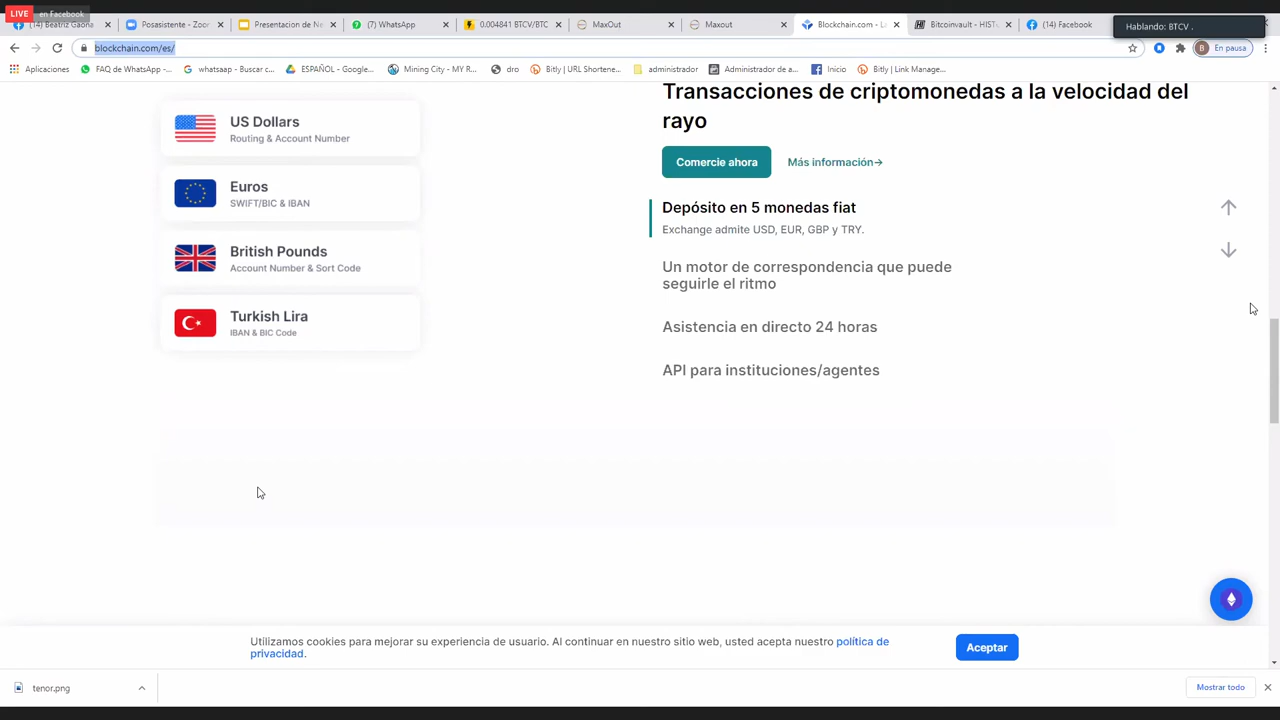 LIVE en Facebook
(14) Beatriz Gaona
Posasistente - Zoom
Presentacion de Ne
(7) WhatsApp
0.004841 BTCV/BTC
MaxOut
Maxout
Blockchain.com - L
Bitcoinvault - HIST
(14) Facebook
Hablando: BTCV .
blockchain.com/es/
En pausa
Aplicaciones
FAQ de WhatsApp -...
whatsaap - Buscar c...
ESPAÑOL - Google...
Mining City - MY R...
dro
Bitly | URL Shortene...
administrador
Administrador de a...
Inicio
Bitly | Link Manage...
US Dollars
Routing & Account Number
Euros
SWIFT/BIC & IBAN
British Pounds
Account Number & Sort Code
Turkish Lira
IBAN & BIC Code
Transacciones de criptomonedas a la velocidad del
rayo
Comercie ahora
Más información→
Depósito en 5 monedas fiat
Exchange admite USD, EUR, GBP y TRY.
Un motor de correspondencia que puede
seguirle el ritmo
Asistencia en directo 24 horas
API para instituciones/agentes
Utilizamos cookies para mejorar su experiencia de usuario. Al continuar en nuestro sitio web, usted acepta nuestro política de
privacidad.
Aceptar
tenor.png
Mostrar todo